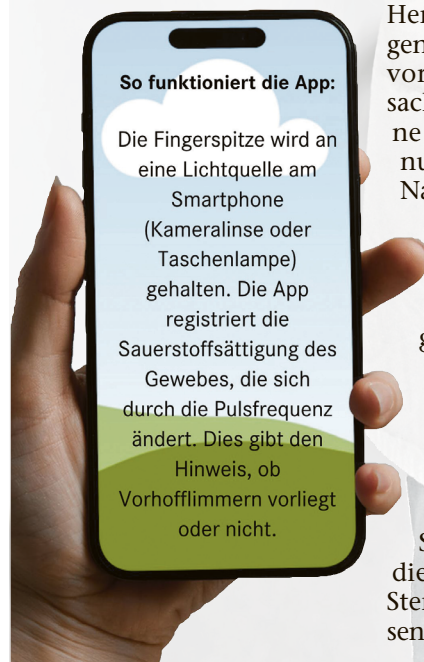 So funktioniert die App:
Die Fingerspitze wird an
eine Lichtquelle am
Smartphone
(Kameralinse oder
Taschenlampe)
gehalten. Die App
registriert die
Sauerstoffsättigung des
Gewebes, die sich
durch die Pulsfrequenz
ändert. Dies gibt den
Hinweis, ob
Vorhofflimmern vorliegt
oder nicht.